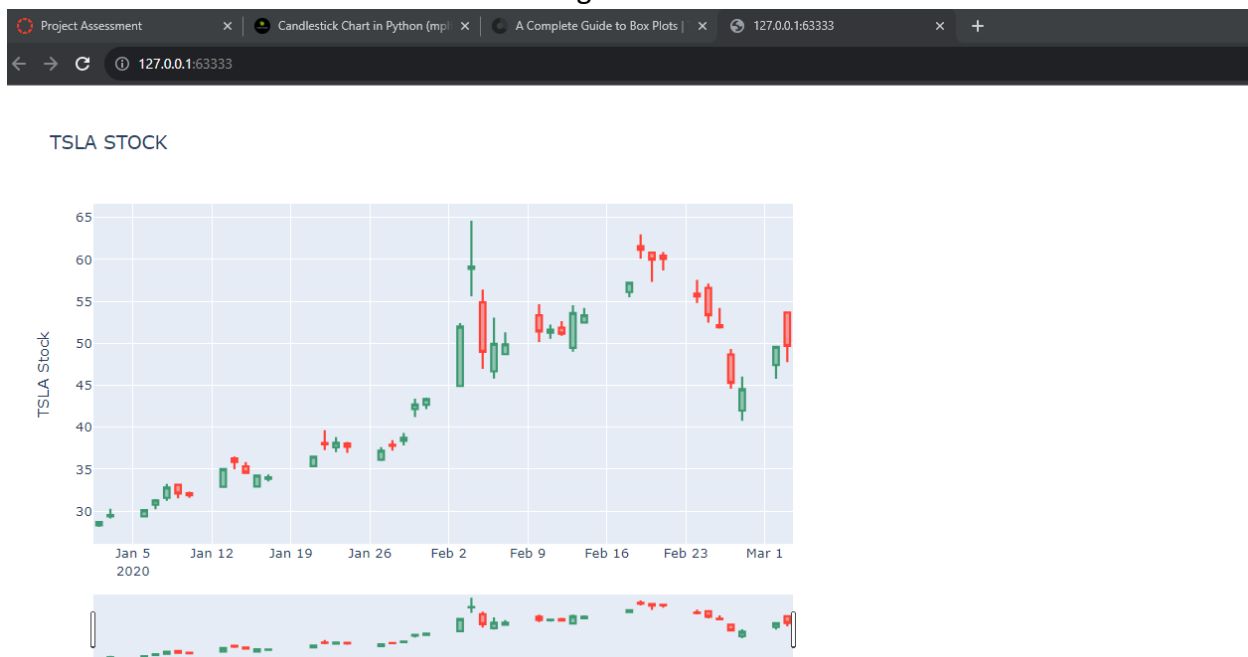 Project Assessment
Candlestick Chart in Python (mpl
A Complete Guide to Box Plots |
127.0.0.1:63333
127.0.0.1:63333
TSLA STOCK
65
60
55
50
45
40
35
30
TSLA Stock
Jan 5 Jan 12 Jan 19 Jan 26 Feb 2 Feb 9 Feb 16 Feb 23 Mar 1
2020